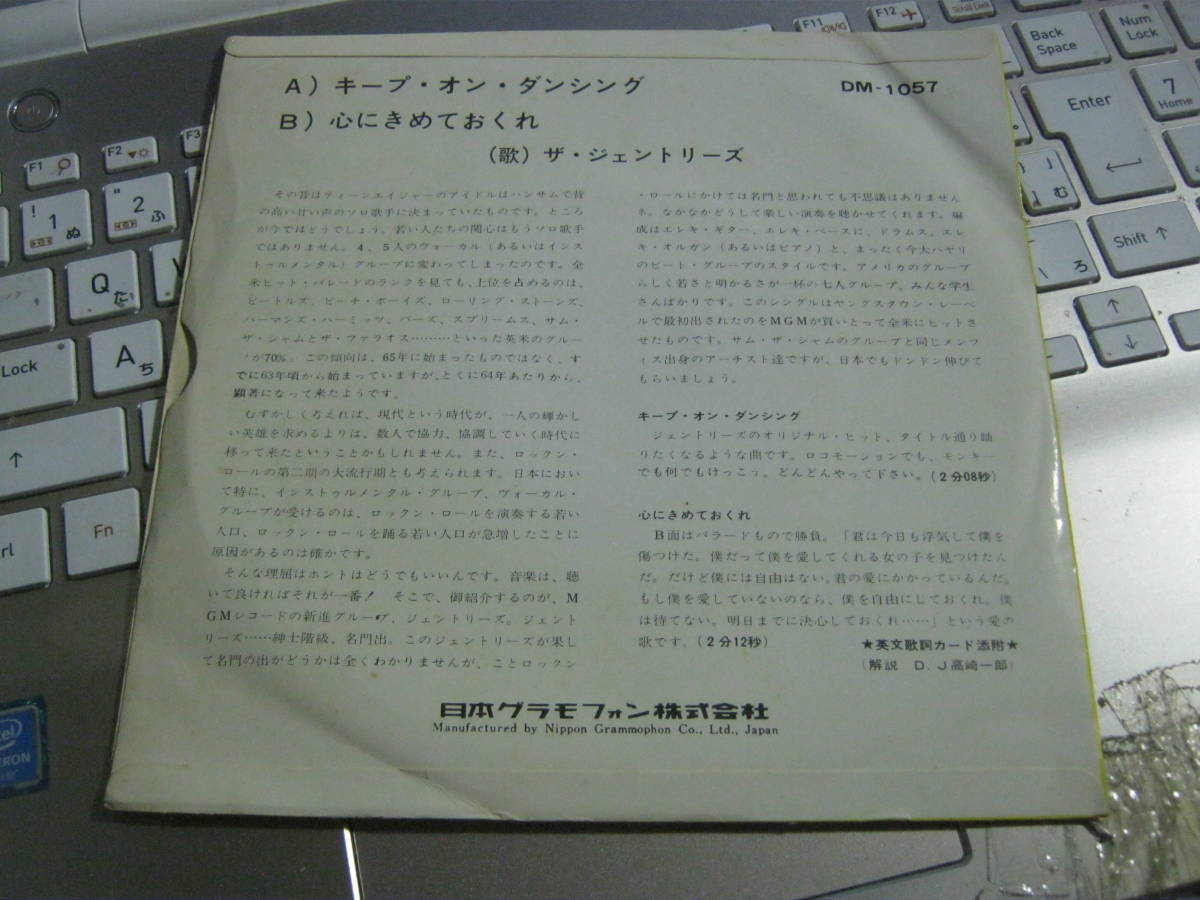 A）キープ・オン・ダンシング
B）心にきめておくれ
（歌）ザ・ジェントリーズ
DM-1057
その昔はティーンエイジャーのアイドルはハンサムで背
の高い甘い声のソロ歌手に決まっていたものです。ところ
が今ではどうでしょう。若い人たちの関心はもうソロ歌手
ではありません。4、5人のヴォーカル（あるいはインス
トゥルメンタル）グループに変わってしまったのです。全
米ヒット・パレードのランクを見ても、上位を占めるのは、
ビートルズ、ビーチ・ボーイズ、ローリング・ストーンズ、
ハーマンズ・ハーミッツ、バーズ、スプリームス、サム・
ザ・シャムとザ・ファラオス………といった英米のグルー
が70%。この傾向は、65年に始まったものではなく、す
でに63年頃から始まっていますが、とくに64年あたりから、
顕著になって来たようです。
むずかしく考えれば、現代という時代が、一人の輝かし
い英雄を求めるよりは、数人で協力、協調していく時代に
移って来たということかもしれません。また、ロックン・
ロールの第二期の大流行期とも考えられます。日本におい
て特に、インストゥルメンタル・グループ、ヴォーカル・
グループが受けるのは、ロックン・ロールを演奏する若い
人口、ロックン・ロールを踊る若い人口が急増したことに
原因があるのは確かです。
そんな理屈はホントはどうでもいいんです。音楽は、聴
いて良ければそれが一番！ そこで、御紹介するのが、M
GMレコードの新進グループ、ジェントリーズ。ジェント
リーズ……紳士階級、名門出。このジェントリーズが果し
て名門の出がどうかは全くわかりませんが、ことロックン
・ロールにかけては名門と思われても不思議はありません
ネ。なかなかどうして楽しい演奏を聴かせてくれます。編
成はエレキ・ギター、エレキ・ベースに、ドラムス、エレ
キ・オルガン（あるいはピアノ）と、まったく今大ハヤリ
のビート・グループのスタイルです。アメリカのグループ
らしく若さと明かるさが一杯の七人グループ。みんな学生
さんばかりです。このシングルはヤングスタウン・レーベ
ルで最初出されたのをMGMが買いとって全米にヒットさ
せたものです。サム・ザ・シャムのグループと同じメンフ
ィス出身のアーチスト達ですが、日本でもドンドン伸びて
もらいましょう。
キープ・オン・ダンシング
ジェントリーズのオリジナル・ヒット、タイトル通り踊
りたくなるような曲です。ロコモーションでも、モンキー
でも何でもけっこう。どんどんやって下さい。（2分08秒）
心にきめておくれ
B面はバラードもので勝負。「君は今日も浮気して僕を
傷つけた。僕だって僕を愛してくれる女の子を見つけたん
だ。だけど僕には自由はない。君の愛にかかっているんだ。
もし僕を愛していないのなら、僕を自由にしておくれ。僕
は待てない。明日までに決心しておくれ……」という愛の
歌です。（2分12秒）
★英文歌詞カード添附★
（解説 D．J高崎一郎）
日本グラモフォン株式会社
Manufactured by Nippon Grammophon Co., Ltd., Japan
F1
F2
F3
F11
F12
Scroll Lock
Back
Space
Num
Lock
Enter
7
Home
Shift ↑
ろ
む
!
1
ぬ
"
2
ふ
Q
た
A
ち
Lock
Fn
rl